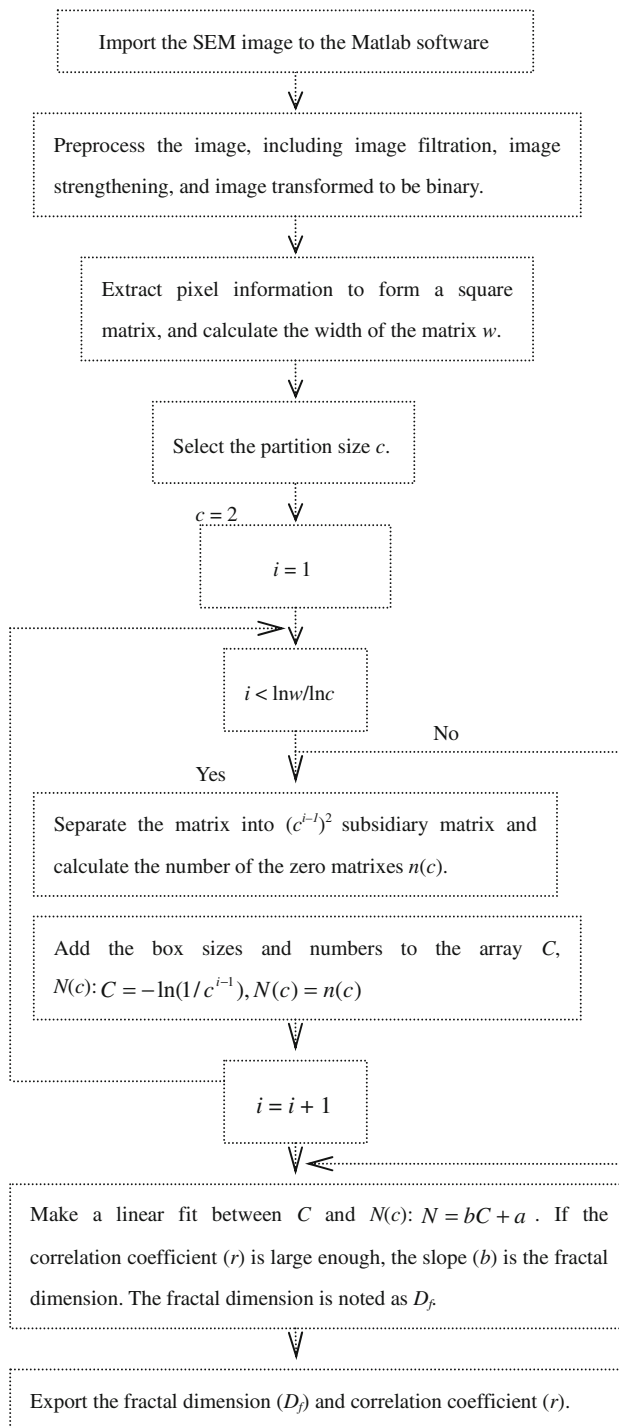 Import the SEM image to the Matlab software
Preprocess the image, including image filtration, image
strengthening, and image transformed to be binary.
Extract pixel information to form a square
matrix, and calculate the width of the matrix w.
Select the partition size c.
c = 2
i = 1
i < lnw/lnc
No
Yes
Separate the matrix into (c^{i-1})^2 subsidiary matrix and
calculate the number of the zero matrixes n(c).
Add the box sizes and numbers to the array C,
N(c): C = −ln(1/c^{i−1}), N(c) = n(c)
i = i + 1
Make a linear fit between C and N(c): N = bC + a . If the
correlation coefficient (r) is large enough, the slope (b) is the fractal
dimension. The fractal dimension is noted as D_f.
Export the fractal dimension (D_f) and correlation coefficient (r).